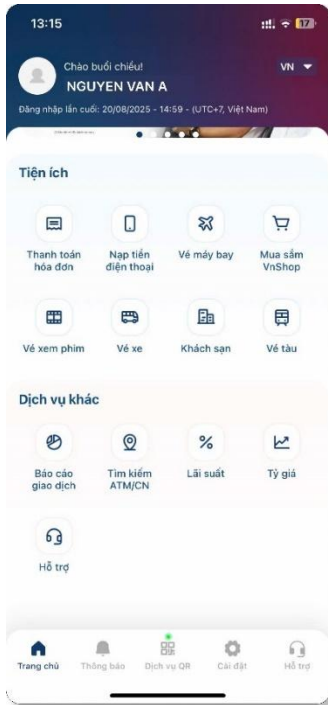 13:15
17
Chào buổi chiều!
VN
NGUYEN VAN A
Đăng nhập lần cuối: 20/08/2025 - 14:59 - (UTC+7, Việt Nam)
Tiện ích
Thanh toán
hóa đơn
Nạp tiền
điện thoại
Vé máy bay
Mua sắm
VnShop
Vé xem phim
Vé xe
Khách sạn
Vé tàu
Dịch vụ khác
Báo cáo
giao dịch
Tìm kiếm
ATM/CN
%
Lãi suất
Tỷ giá
Hỗ trợ
Trang chủ
Thông báo
Dịch vụ QR
Cài đặt
Hỗ trợ